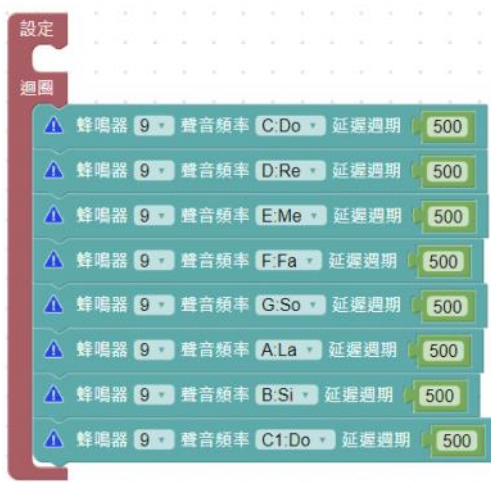 設定
迴圈
蜂鳴器 9 聲音頻率 C:Do 延遲週期 500
蜂鳴器 9 聲音頻率 D:Re 延遲週期 500
蜂鳴器 9 聲音頻率 E:Me 延遲週期 500
蜂鳴器 9 聲音頻率 F:Fa 延遲週期 500
蜂鳴器 9 聲音頻率 G:So 延遲週期 500
蜂鳴器 9 聲音頻率 A:La 延遲週期 500
蜂鳴器 9 聲音頻率 B:Si 延遲週期 500
蜂鳴器 9 聲音頻率 C1:Do 延遲週期 500